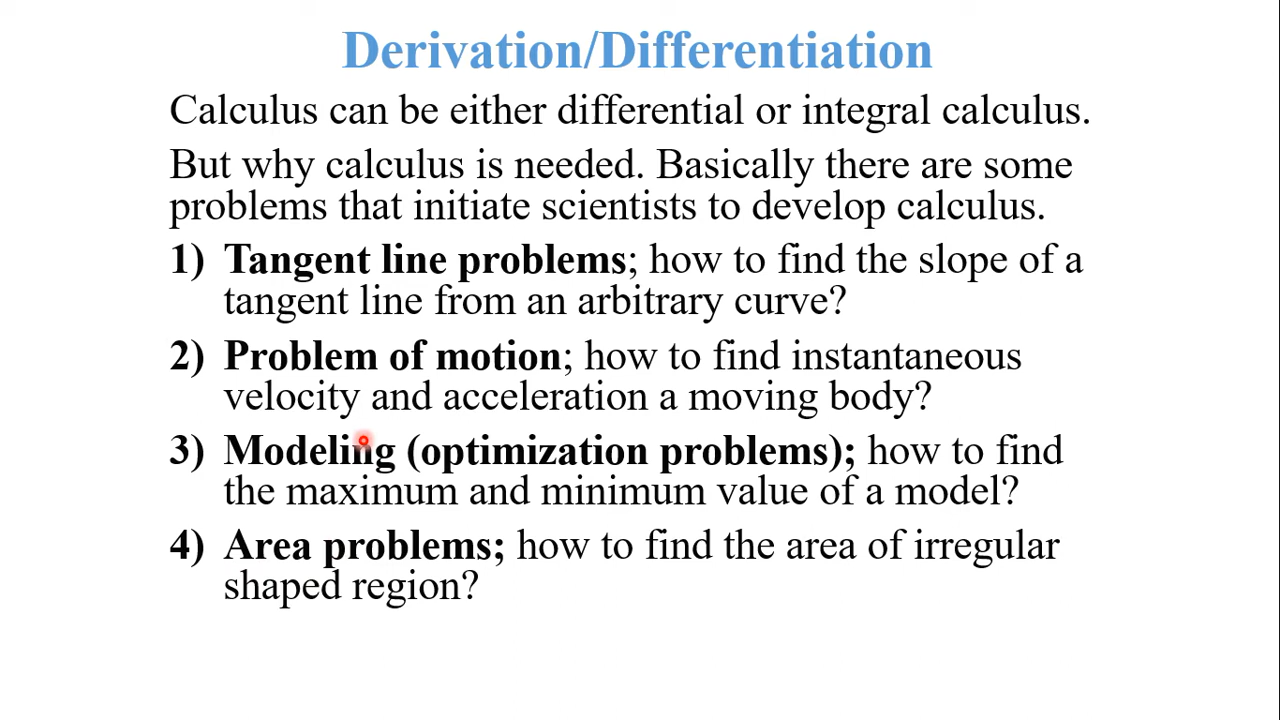 Derivation/Differentiation
Calculus can be either differential or integral calculus.
But why calculus is needed. Basically there are some
problems that initiate scientists to develop calculus.
1) Tangent line problems; how to find the slope of a
tangent line from an arbitrary curve?
2) Problem of motion; how to find instantaneous
velocity and acceleration a moving body?
3) Modeling (optimization problems); how to find
the maximum and minimum value of a model?
4) Area problems; how to find the area of irregular
shaped region?